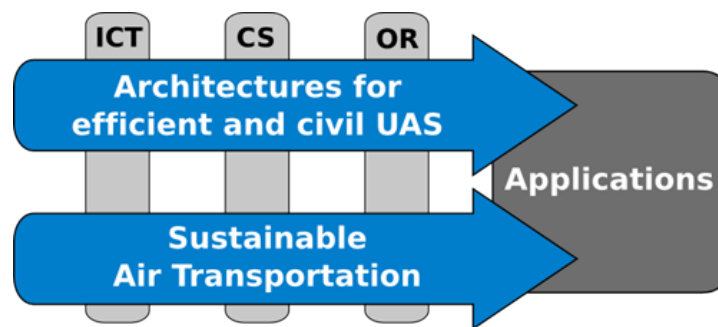 ICT CS OR
Architectures for
efficient and civil UAS
Applications
Sustainable
Air Transportation